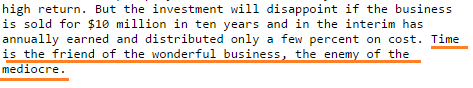 high return. But the investment will disappoint if the business
is sold for $10 million in ten years and in the interim has
annually earned and distributed only a few percent on cost. Time
is the friend of the wonderful business, the enemy of the
mediocre.